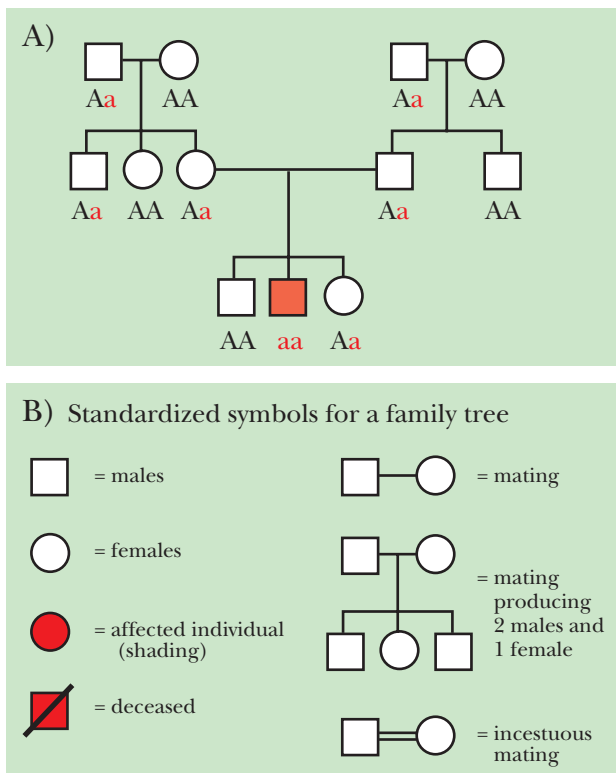 A)
Aa AA Aa AA
Aa AA Aa Aa AA
AA aa Aa
B) Standardized symbols for a family tree
= males
= females
= affected individual
(shading)
= deceased
= mating
= mating
producing
2 males and
1 female
= incestuous
mating